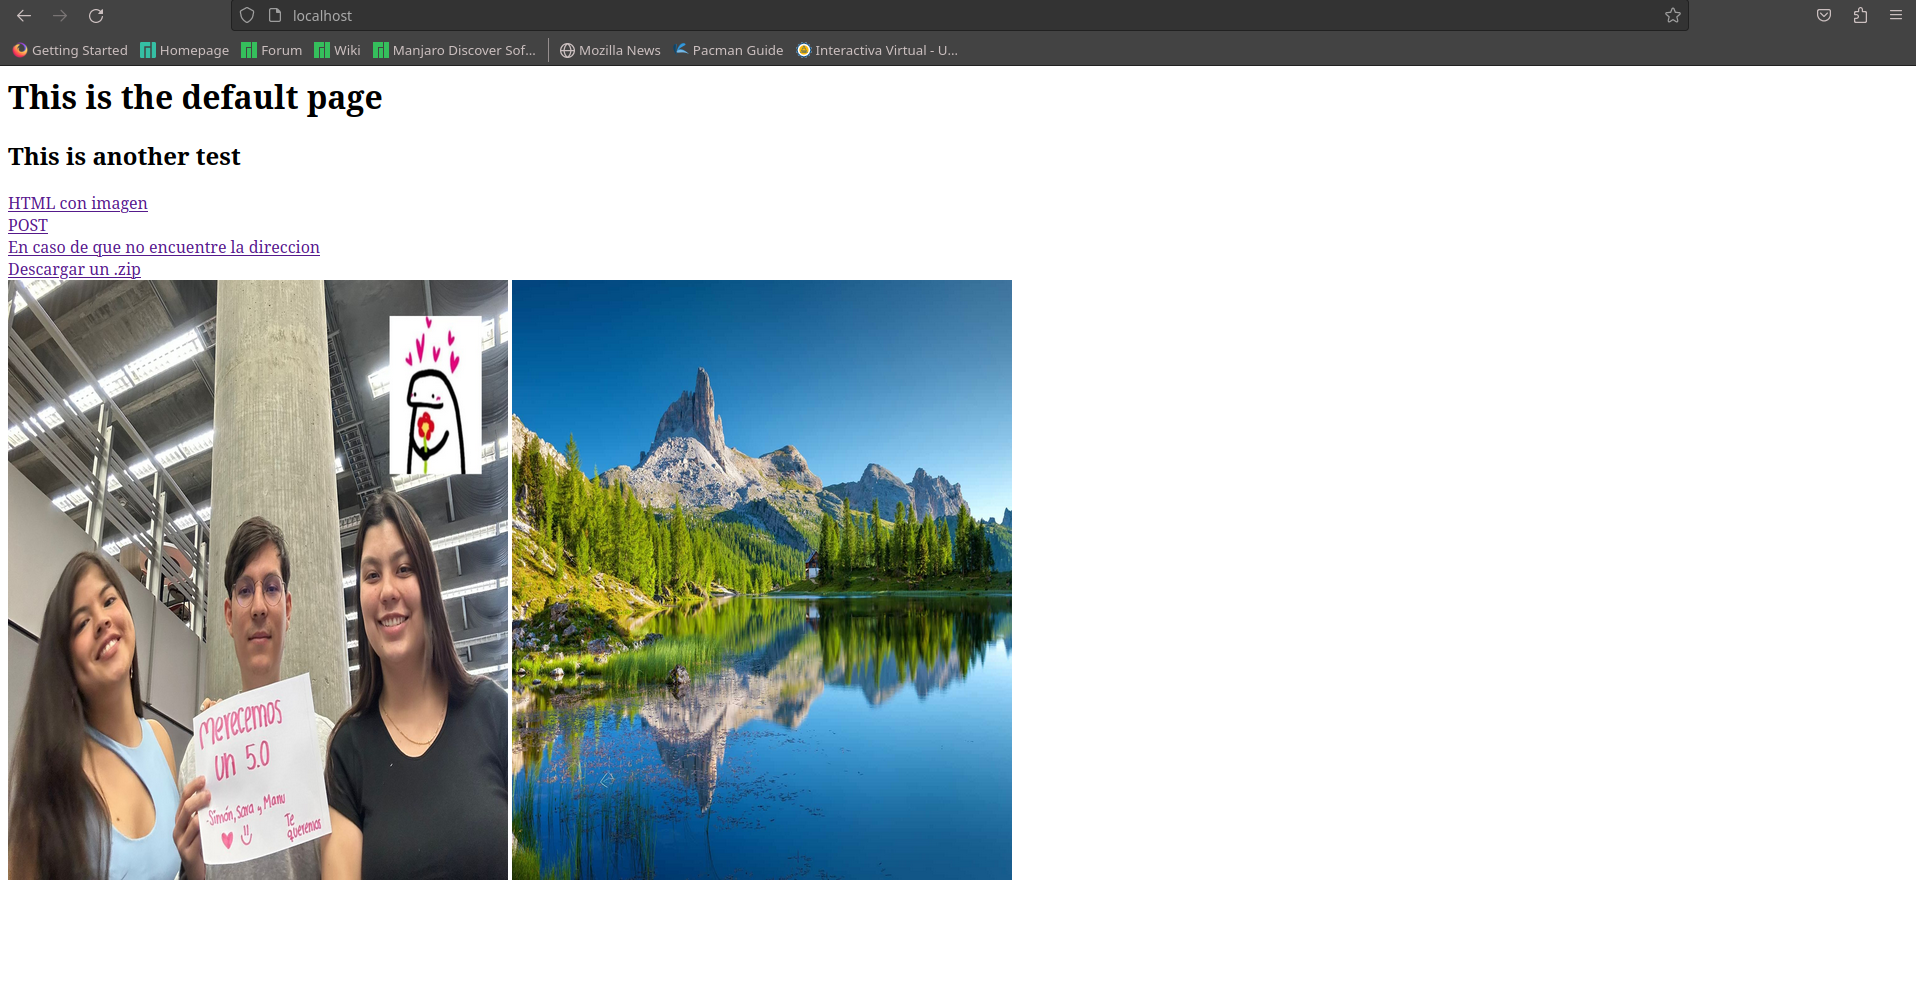 localhost
Getting Started Homepage Forum Wiki Manjaro Discover Sof... Mozilla News Pacman Guide Interactiva Virtual - U...
This is the default page
This is another test
HTML con imagen
POST
En caso de que no encuentre la direccion
Descargar un .zip
Merecemos
un 5.0
-Simón, Sara y Manu
Te
queremos